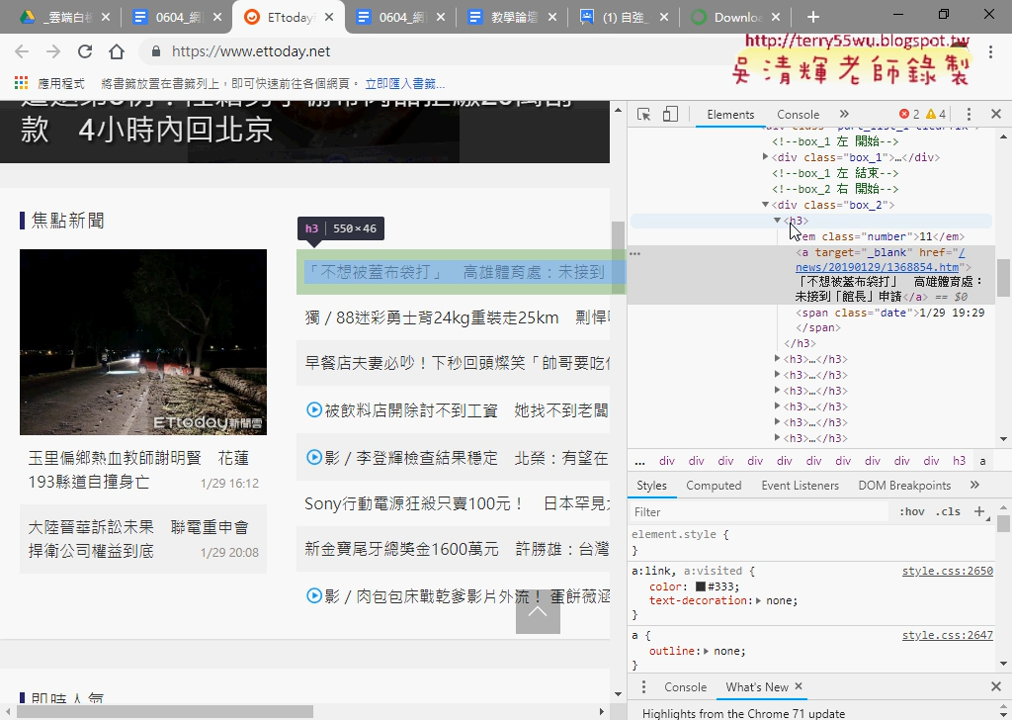 _雲端白板
0604_網
ETtoday
0604_網
教學論壇
(1) 自強_
Downloa
https://www.ettoday.net
http://terry55wu.blogspot.tw
吳清輝老師錄製
應用程式 將書籤放置在書籤列上,即可快速前往各個網頁。 立即匯入書籤...
款 4小時內回北京
焦點新聞
h3 550×46
「不想被蓋布袋打」 高雄體育處:未接到
獨／88迷彩勇士背24kg重裝走25km 剽悍
早餐店夫妻必吵!下秒回頭燦笑「帥哥要吃
被飲料店開除討不到工資 她找不到老闆
影／李登輝檢查結果穩定 北榮:有望在
Sony行動電源狂殺只賣100元! 日本罕見
新金寶尾牙總獎金1600萬元 許勝雄:台灣
影／肉包包床戰乾爹影片外流! 蛋餅薇涵
ETtoday新聞雲
玉里偏鄉熱血教師謝明賢 花蓮
193縣道自撞身亡 1/29 16:12
大陸晉華訴訟未果 聯電重申會
捍衛公司權益到底 1/29 20:08
即時人氣
Elements Console » 2 4
<div class="part_list_1 clearfix">
<!--box_1 左 開始-->
<div class="box_1">…</div>
<!--box_1 左 結束-->
<!--box_2 右 開始-->
<div class="box_2">
<h3>
<em class="number">11</em>
<a target="_blank" href="/
news/20190129/1368854.htm">
「不想被蓋布袋打」 高雄體育處:
未接到「館長」申請</a> == $0
<span class="date">1/29 19:29
</span>
</h3>
<h3>…</h3>
<h3>…</h3>
<h3>…</h3>
<h3>…</h3>
<h3>…</h3>
<h3>…</h3>
... div div div div div div div div div div h3 a
Styles Computed Event Listeners DOM Breakpoints »
Filter :hov .cls +
element.style {
}
a:link, a:visited { style.css:2650
color: #333;
text-decoration: none;
}
a { style.css:2647
outline: none;
}
Console What's New ×
Highlights from the Chrome 71 update